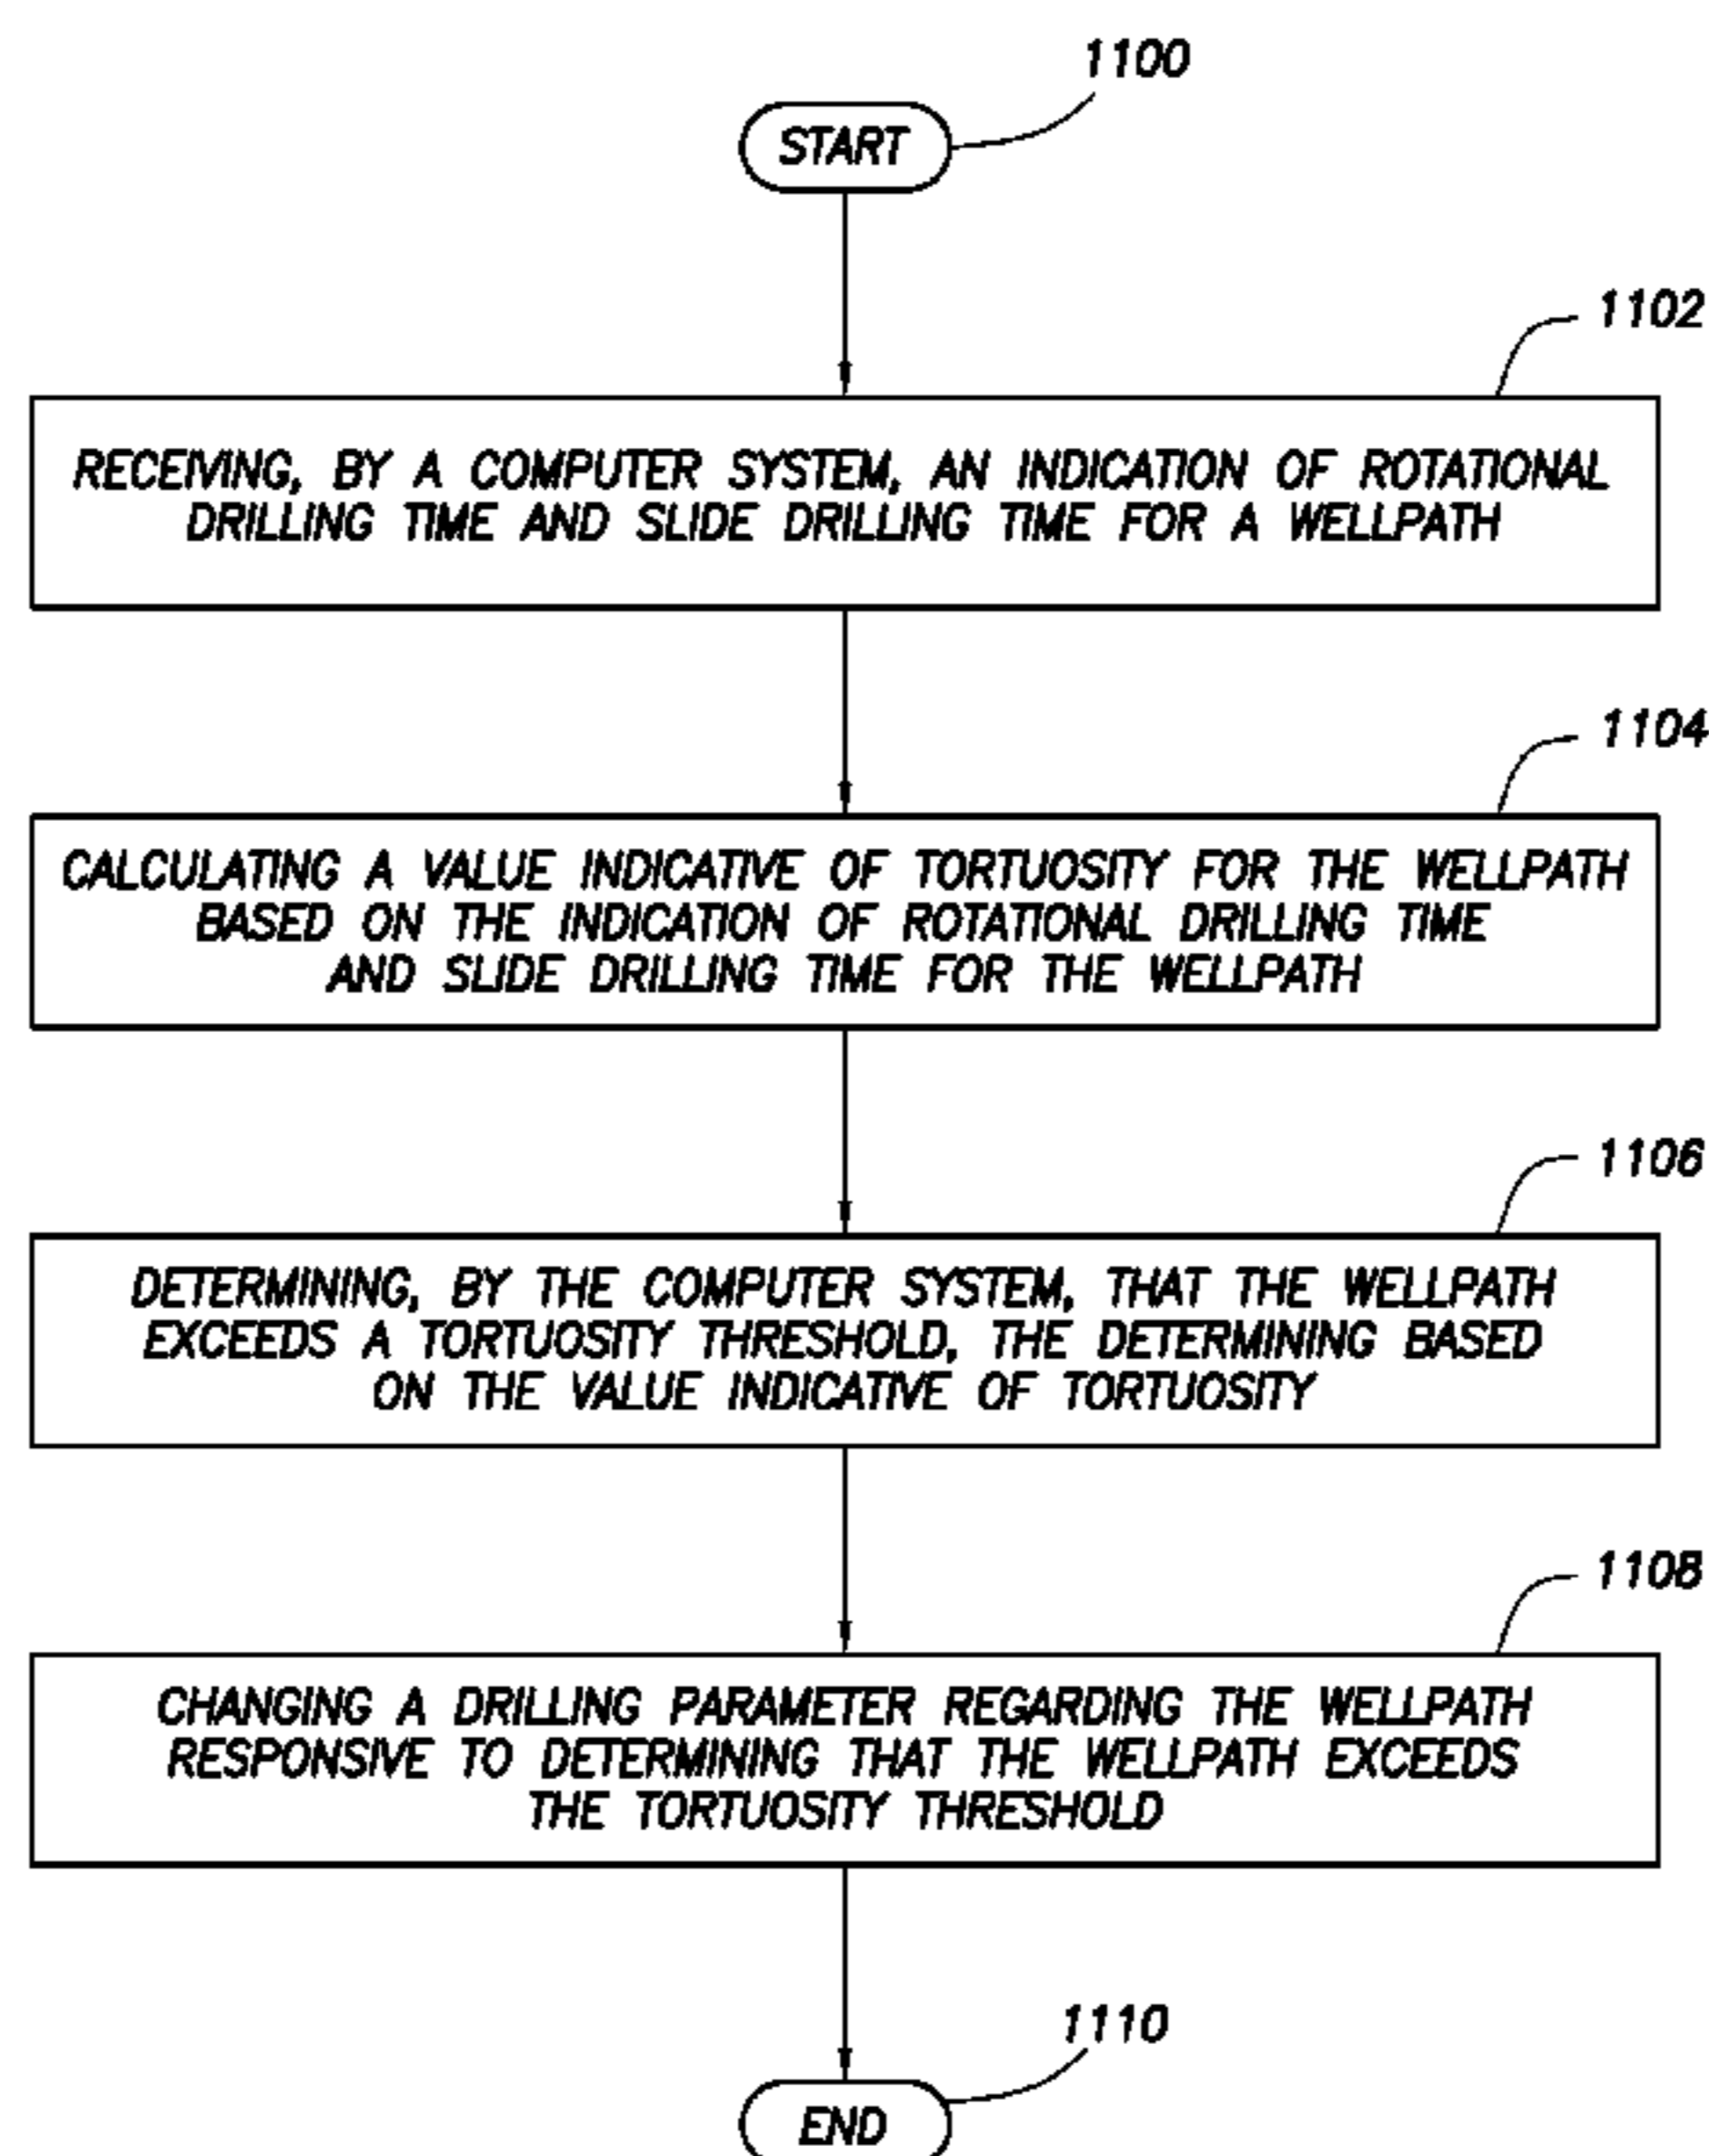 1100
START
1102
RECEIVING, BY A COMPUTER SYSTEM, AN INDICATION OF ROTATIONAL
DRILLING TIME AND SLIDE DRILLING TIME FOR A WELLPATH
1104
CALCULATING A VALUE INDICATIVE OF TORTUOSITY FOR THE WELLPATH
BASED ON THE INDICATION OF ROTATIONAL DRILLING TIME
AND SLIDE DRILLING TIME FOR THE WELLPATH
1106
DETERMINING, BY THE COMPUTER SYSTEM, THAT THE WELLPATH
EXCEEDS A TORTUOSITY THRESHOLD, THE DETERMINING BASED
ON THE VALUE INDICATIVE OF TORTUOSITY
1108
CHANGING A DRILLING PARAMETER REGARDING THE WELLPATH
RESPONSIVE TO DETERMINING THAT THE WELLPATH EXCEEDS
THE TORTUOSITY THRESHOLD
1110
END